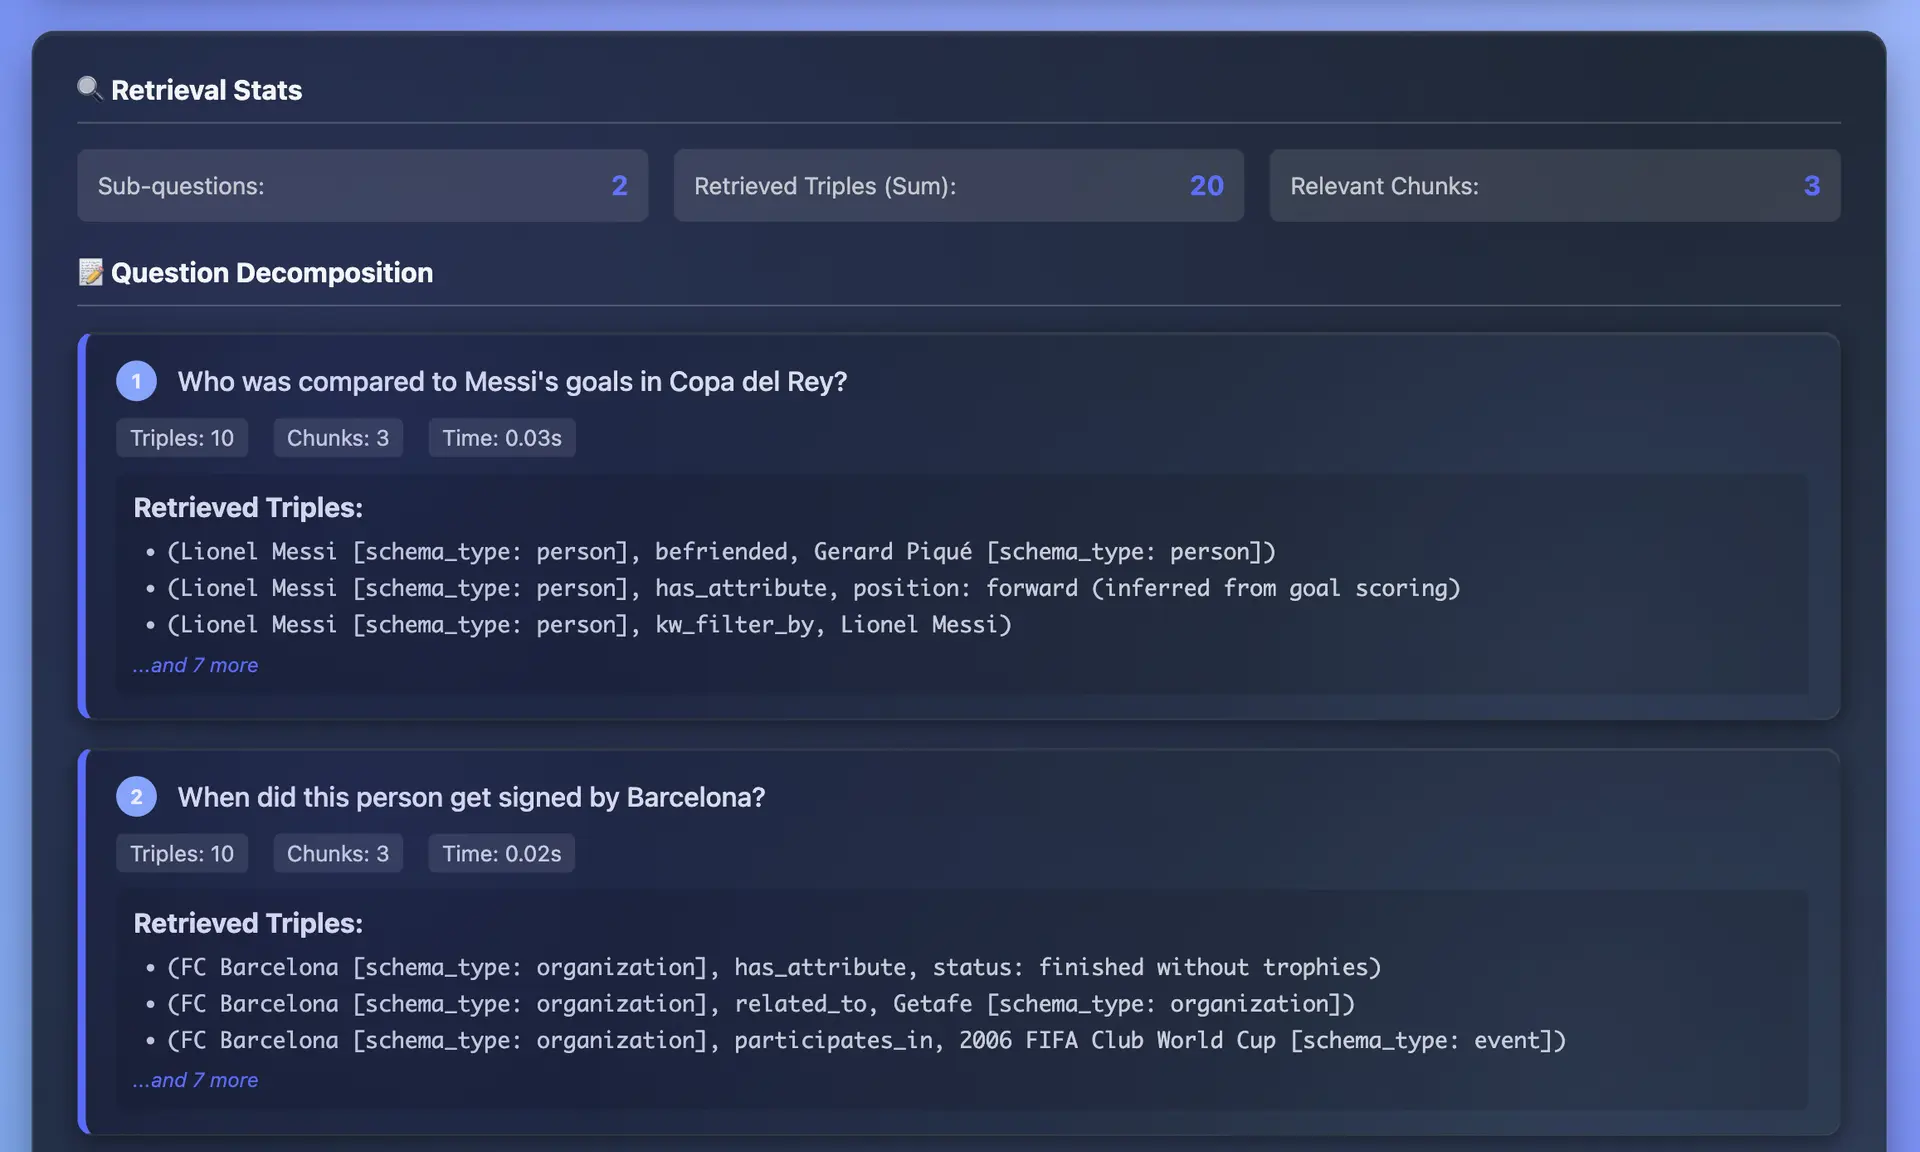 Retrieval Stats
Sub-questions: 2
Retrieved Triples (Sum): 20
Relevant Chunks: 3
Question Decomposition
1 Who was compared to Messi's goals in Copa del Rey?
Triples: 10 Chunks: 3 Time: 0.03s
Retrieved Triples:
• (Lionel Messi [schema_type: person], befriended, Gerard Piqué [schema_type: person])
• (Lionel Messi [schema_type: person], has_attribute, position: forward (inferred from goal scoring)
• (Lionel Messi [schema_type: person], kw_filter_by, Lionel Messi)
...and 7 more
2 When did this person get signed by Barcelona?
Triples: 10 Chunks: 3 Time: 0.02s
Retrieved Triples:
• (FC Barcelona [schema_type: organization], has_attribute, status: finished without trophies)
• (FC Barcelona [schema_type: organization], related_to, Getafe [schema_type: organization])
• (FC Barcelona [schema_type: organization], participates_in, 2006 FIFA Club World Cup [schema_type: event])
...and 7 more